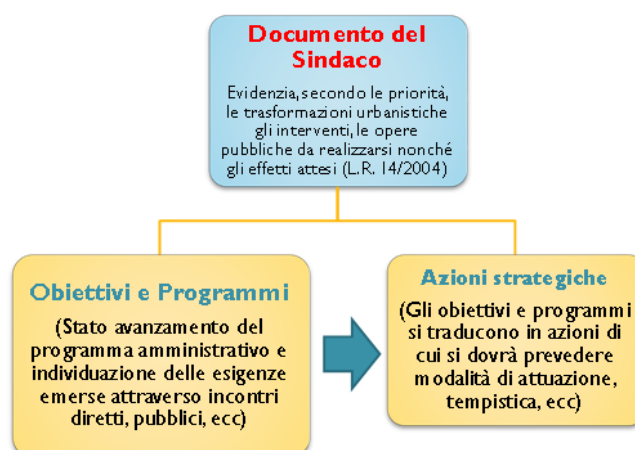 Documento del
Sindaco
Evidenzia, secondo le priorità,
le trasformazioni urbanistiche
gli interventi, le opere
pubbliche da realizzarsi nonché
gli effetti attesi (L.R. 14/2004)
Obiettivi e Programmi
(Stato avanzamento del
programma amministrativo e
individuazione delle esigenze
emerse attraverso incontri
diretti, pubblici, ecc)
Azioni strategiche
(Gli obiettivi e programmi
si traducono in azioni di
cui si dovrà prevedere
modalità di attuazione,
tempistica, ecc)